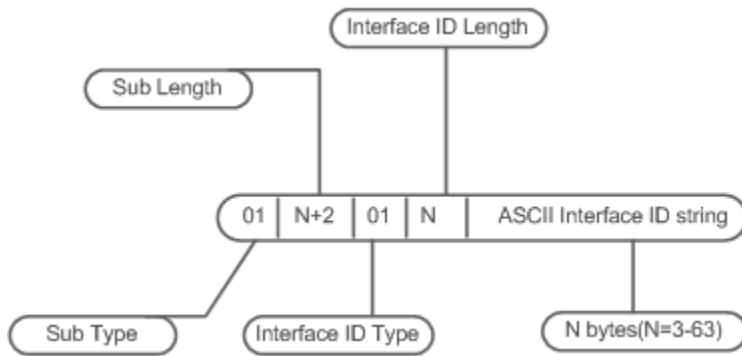 Interface ID Length
Sub Length
01 N+2 01 N ASCII Interface ID string
Sub Type
Interface ID Type
N bytes(N=3-63)